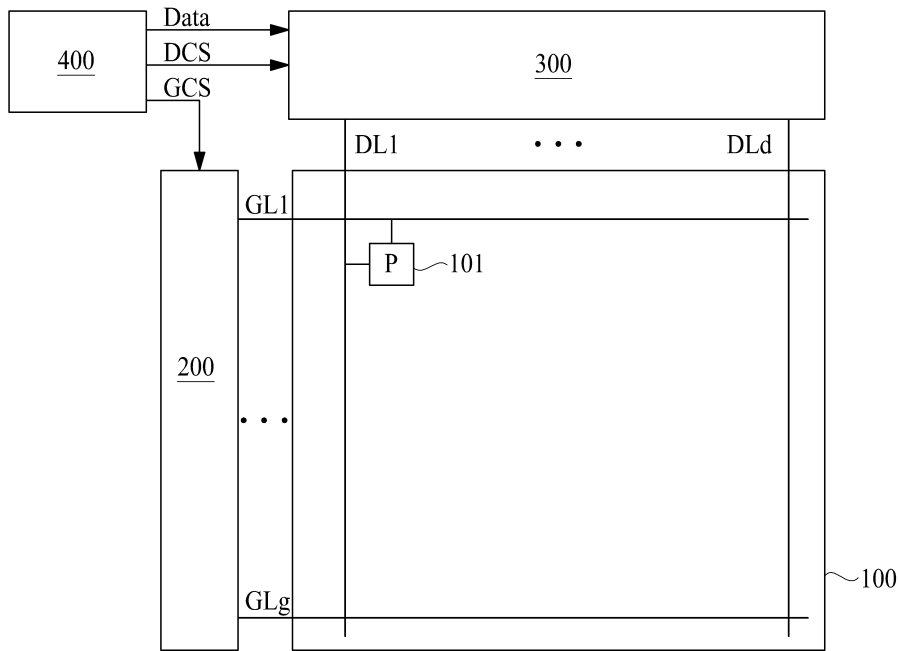 Data
400
DCS
300
GCS
DL1
• • •
DLd
GL1
P
101
200
• • •
100
GLg